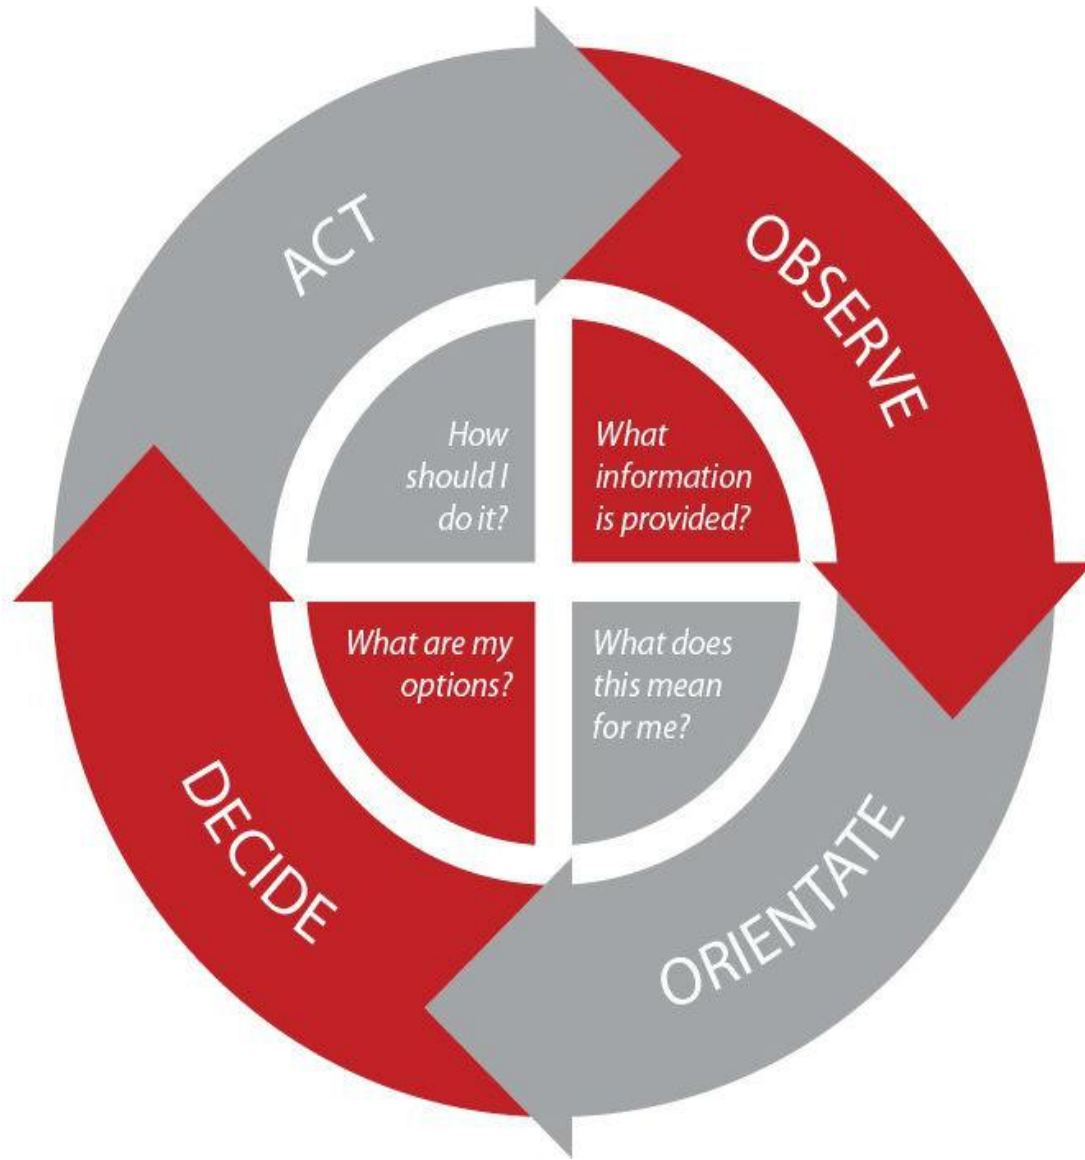 ACT
OBSERVE
How
should I
do it?
What
information
is provided?
What are my
options?
What does
this mean
for me?
DECIDE
ORIENTATE